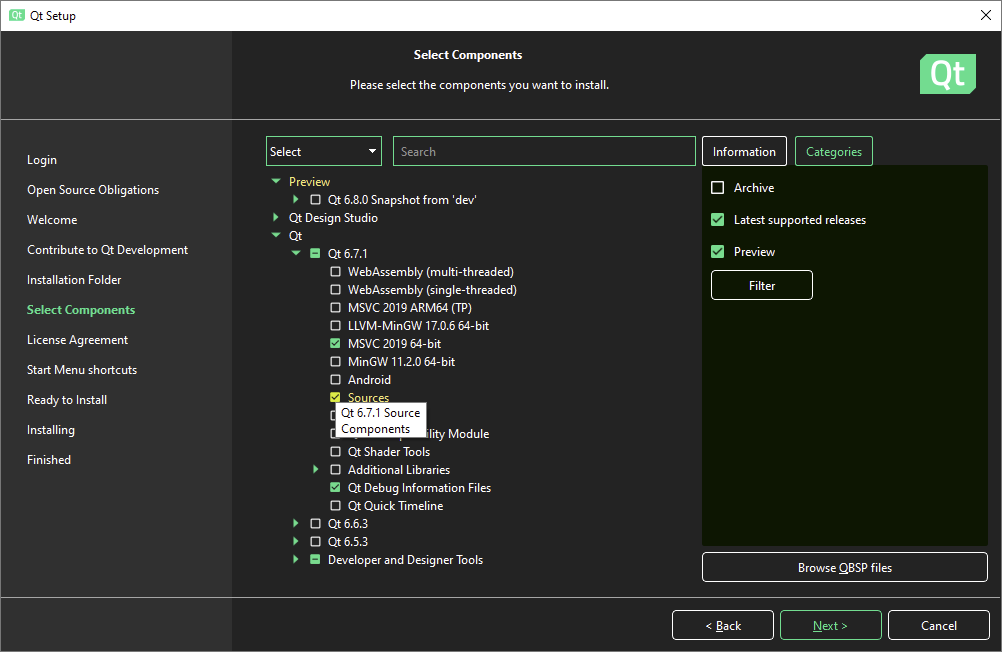 Qt Qt Setup
Select Components
Please select the components you want to install.
Qt
Login
Open Source Obligations
Welcome
Contribute to Qt Development
Installation Folder
Select Components
License Agreement
Start Menu shortcuts
Ready to Install
Installing
Finished
Select
Search
Preview
Qt 6.8.0 Snapshot from 'dev'
Qt Design Studio
Qt
Qt 6.7.1
WebAssembly (multi-threaded)
WebAssembly (single-threaded)
MSVC 2019 ARM64 (TP)
LLVM-MinGW 17.0.6 64-bit
MSVC 2019 64-bit
MinGW 11.2.0 64-bit
Android
Sources
Qt 6.7.1 Source
Components
ility Module
Qt Shader Tools
Additional Libraries
Qt Debug Information Files
Qt Quick Timeline
Qt 6.6.3
Qt 6.5.3
Developer and Designer Tools
Information
Categories
Archive
Latest supported releases
Preview
Filter
Browse QBSP files
< Back
Next >
Cancel